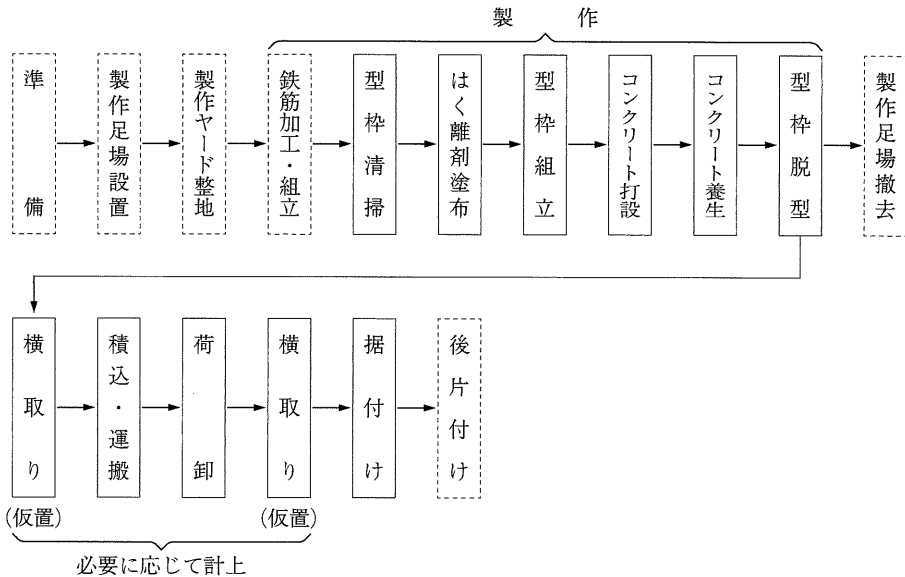 製作
準備
製作足場設置
製作ヤード整地
鉄筋加工・組立
型枠清掃
はく離剤塗布
型枠組立
コンクリート打設
コンクリート養生
型枠脱型
製作足場撤去
横取り
(仮置)
積込・運搬
荷卸
横取り
(仮置)
据付け
後片付け
必要に応じて計上